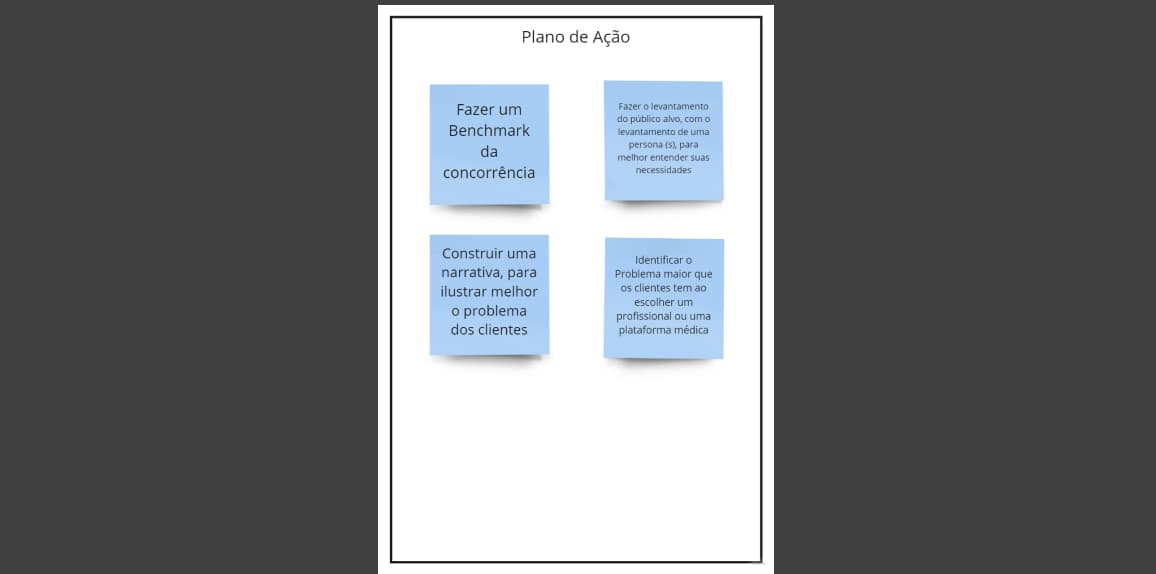 Plano de Ação
Fazer um
Benchmark
da
concorrência
Fazer o levantamento
do público alvo, com o
levantamento de uma
persona (s), para
melhor entender suas
necessidades
Construir uma
narrativa, para
ilustrar melhor
o problema
dos clientes
Identificar o
Problema maior que
os clientes tem ao
escolher um
profissional ou uma
plataforma médica